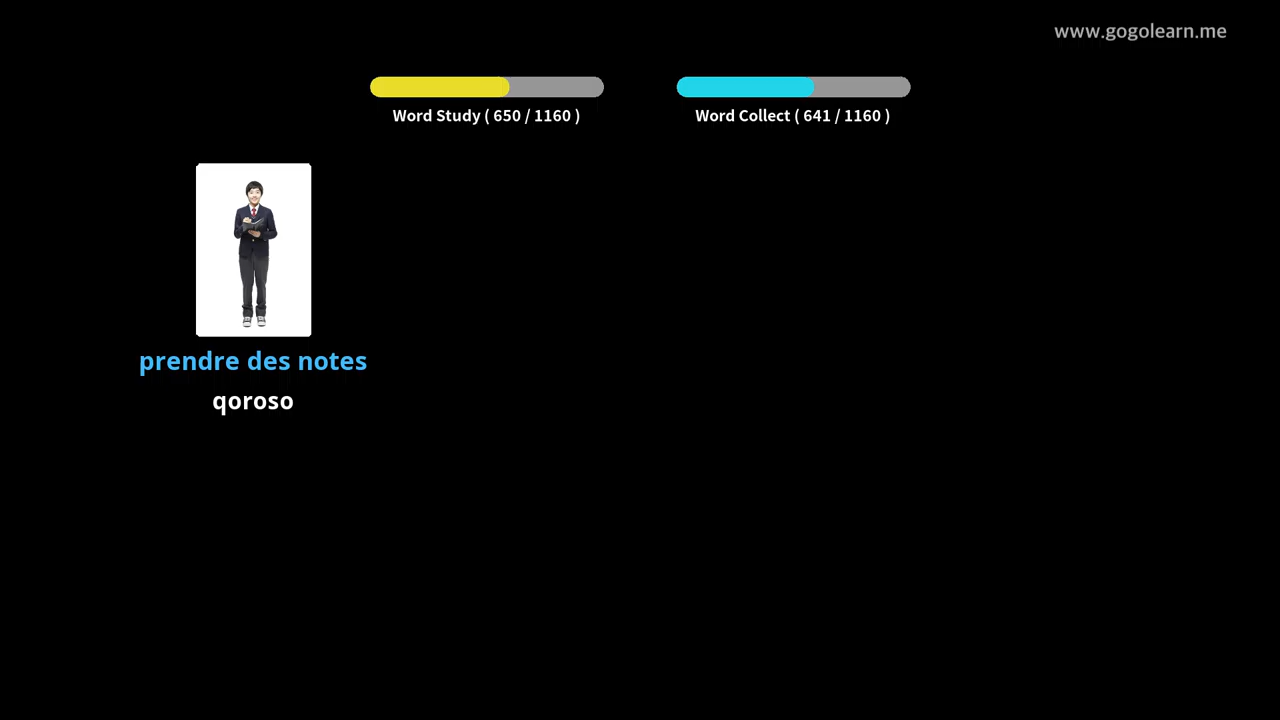 www.gogolearn.me
Word Study ( 650 / 1160 )
Word Collect ( 641 / 1160 )
prendre des notes
qoroso